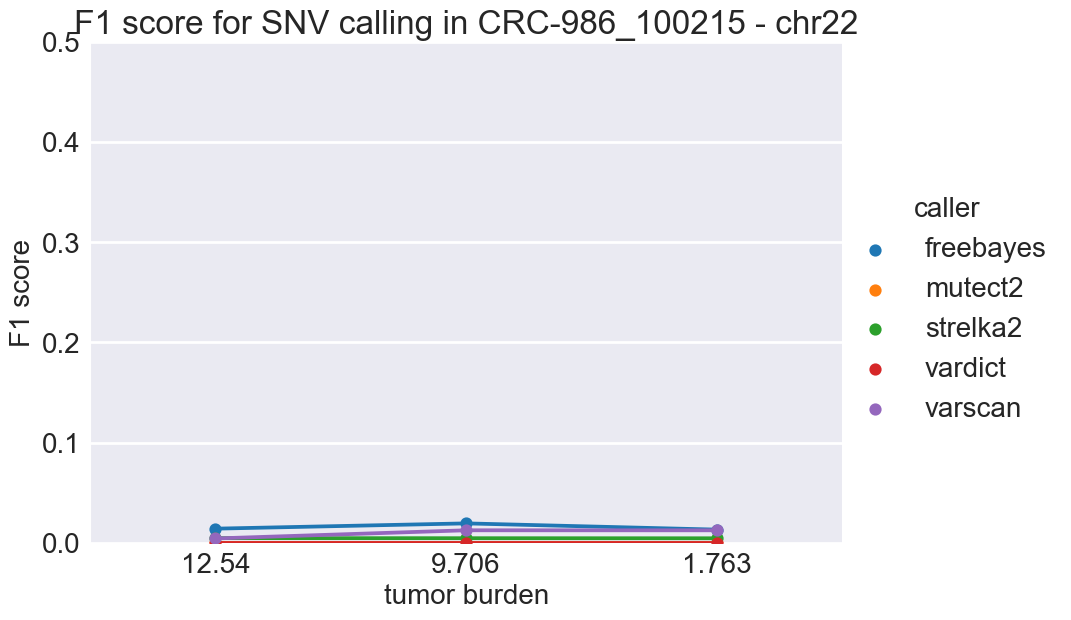 F1 score for SNV calling in CRC-986_100215 - chr22
0.5
0.4
0.3
0.2
0.1
0.0
F1 score
12.54 9.706 1.763
tumor burden
caller
freebayes
mutect2
strelka2
vardict
varscan